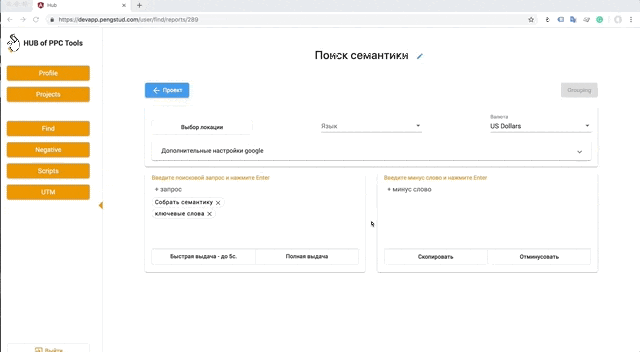 Hub
https://devapp.pengstud.com/user/find/reports/289
HUB of PPC Tools
Поиск семантики
Profile
Projects
Find
Negative
Scripts
UTM
Выйти
Проект
Grouping
Выбор локации
Язык
Валюта
US Dollars
Дополнительные настройки google
Введите поисковой запрос и нажмите Enter
+ запрос
Собрать семантику
ключевые слова
Быстрая выдача - до 5с.
Полная выдача
Введите минус слово и нажмите Enter
+ минус слово
Скопировать
Отминусовать